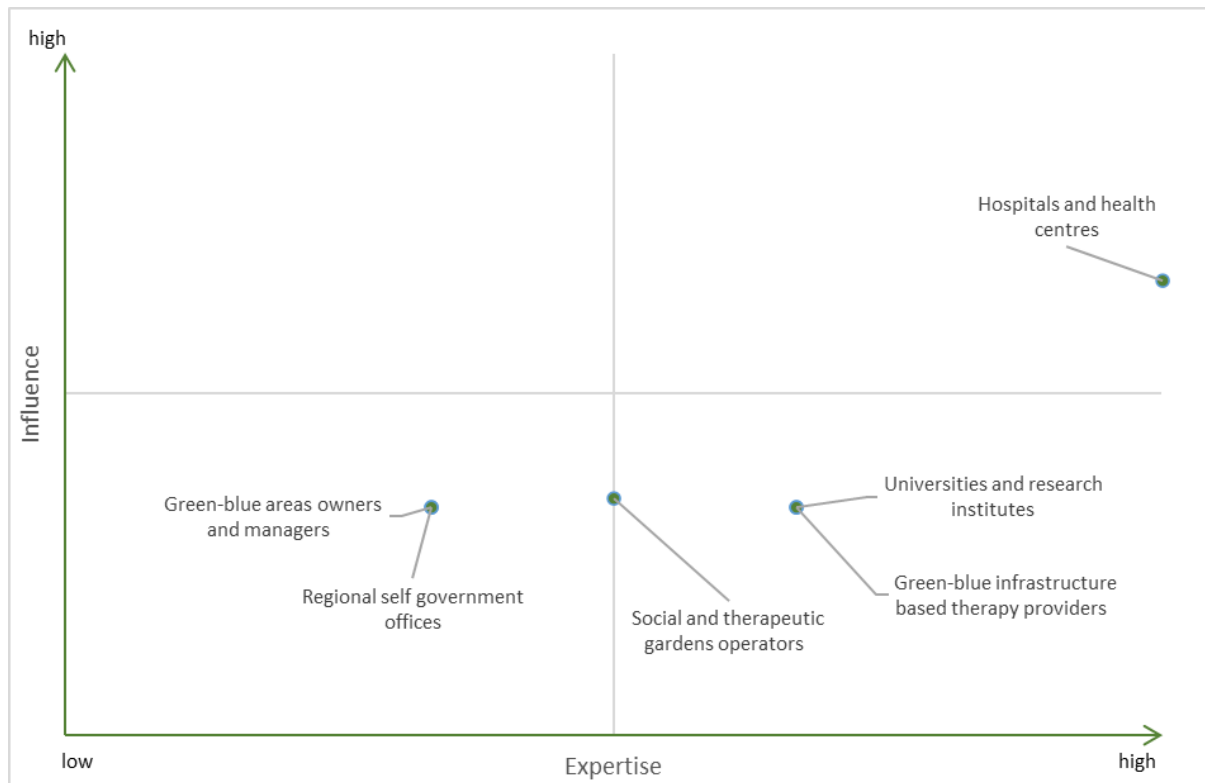 high
Hospitals and health
centres
Influence
Green-blue areas owners
and managers
Universities and research
institutes
Regional self government
offices
Social and therapeutic
gardens operators
Green-blue infrastructure
based therapy providers
low
Expertise
high